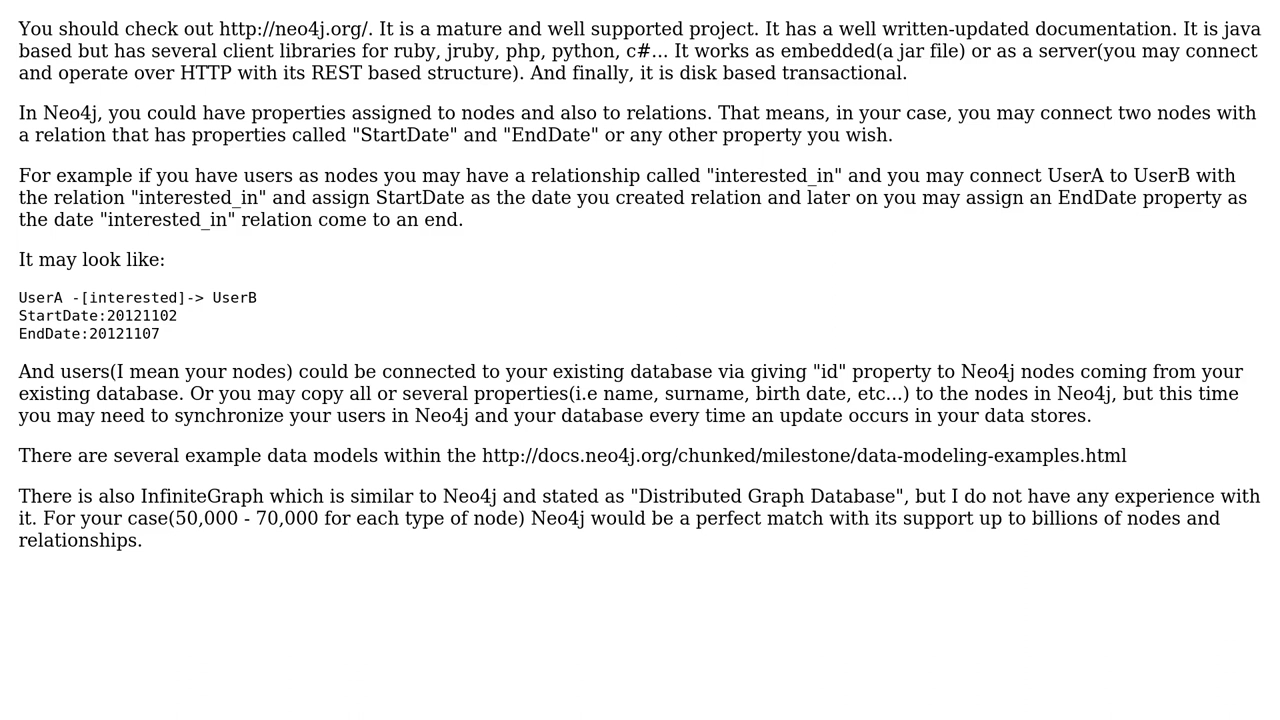 You should check out http://neo4j.org/. It is a mature and well supported project. It has a well written-updated documentation. It is java
based but has several client libraries for ruby, jruby, php, python, c#... It works as embedded(a jar file) or as a server(you may connect
and operate over HTTP with its REST based structure). And finally, it is disk based transactional.
In Neo4j, you could have properties assigned to nodes and also to relations. That means, in your case, you may connect two nodes with
a relation that has properties called "StartDate" and "EndDate" or any other property you wish.
For example if you have users as nodes you may have a relationship called "interested_in" and you may connect UserA to UserB with
the relation "interested_in" and assign StartDate as the date you created relation and later on you may assign an EndDate property as
the date "interested_in" relation come to an end.
It may look like:
UserA -[interested]-> UserB
StartDate:20121102
EndDate:20121107
And users(I mean your nodes) could be connected to your existing database via giving "id" property to Neo4j nodes coming from your
existing database. Or you may copy all or several properties(i.e name, surname, birth date, etc...) to the nodes in Neo4j, but this time
you may need to synchronize your users in Neo4j and your database every time an update occurs in your data stores.
There are several example data models within the http://docs.neo4j.org/chunked/milestone/data-modeling-examples.html
There is also InfiniteGraph which is similar to Neo4j and stated as "Distributed Graph Database", but I do not have any experience with
it. For your case(50,000 - 70,000 for each type of node) Neo4j would be a perfect match with its support up to billions of nodes and
relationships.